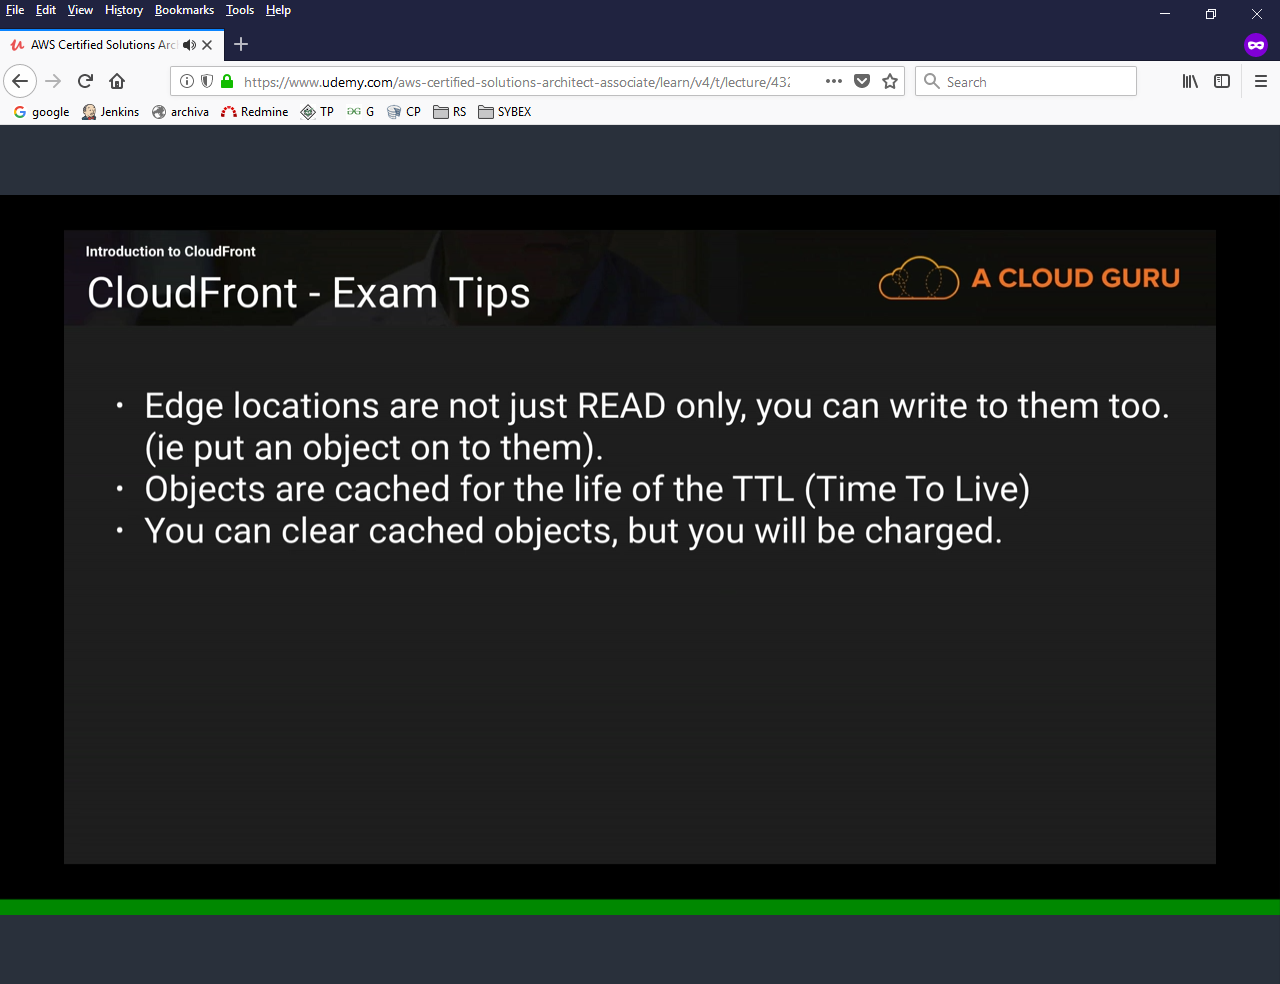 File Edit View History Bookmarks Tools Help
AWS Certified Solutions Arc
https://www.udemy.com/aws-certified-solutions-architect-associate/learn/v4/t/lecture/432
Search
google Jenkins archiva Redmine TP G CP RS SYBEX
Introduction to CloudFront
CloudFront - Exam Tips
A CLOUD GURU
• Edge locations are not just READ only, you can write to them too.
(ie put an object on to them).
• Objects are cached for the life of the TTL (Time To Live)
• You can clear cached objects, but you will be charged.